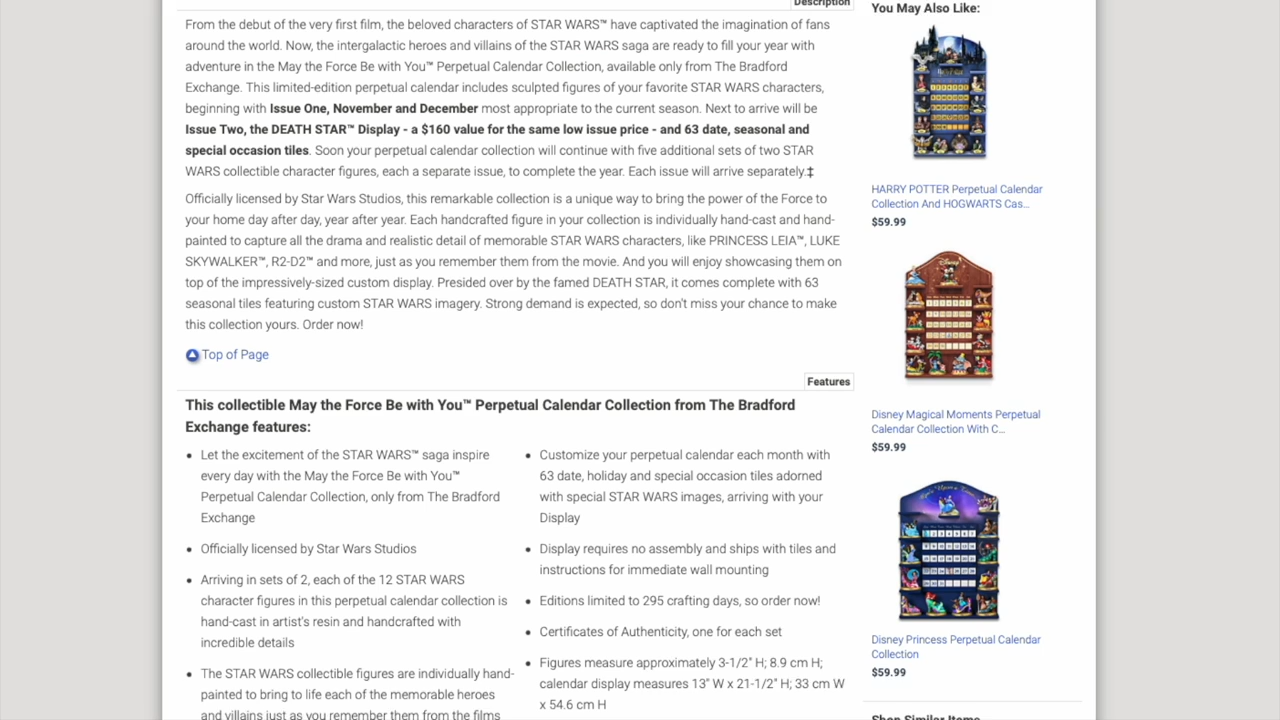 Description
From the debut of the very first film, the beloved characters of STAR WARS™ have captivated the imagination of fans
around the world. Now, the intergalactic heroes and villains of the STAR WARS saga are ready to fill your year with
adventure in the May the Force Be with You™ Perpetual Calendar Collection, available only from The Bradford
Exchange. This limited-edition perpetual calendar includes sculpted figures of your favorite STAR WARS characters,
beginning with Issue One, November and December most appropriate to the current season. Next to arrive will be
Issue Two, the DEATH STAR™ Display - a $160 value for the same low issue price - and 63 date, seasonal and
special occasion tiles. Soon your perpetual calendar collection will continue with five additional sets of two STAR
WARS collectible character figures, each a separate issue, to complete the year. Each issue will arrive separately.‡
Officially licensed by Star Wars Studios, this remarkable collection is a unique way to bring the power of the Force to
your home day after day, year after year. Each handcrafted figure in your collection is individually hand-cast and hand-
painted to capture all the drama and realistic detail of memorable STAR WARS characters, like PRINCESS LEIA™, LUKE
SKYWALKER™, R2-D2™ and more, just as you remember them from the movie. And you will enjoy showcasing them on
top of the impressively-sized custom display. Presided over by the famed DEATH STAR, it comes complete with 63
seasonal tiles featuring custom STAR WARS imagery. Strong demand is expected, so don't miss your chance to make
this collection yours. Order now!
Top of Page
Features
This collectible May the Force Be with You™ Perpetual Calendar Collection from The Bradford
Exchange features:
• Let the excitement of the STAR WARS™ saga inspire
every day with the May the Force Be with You™
Perpetual Calendar Collection, only from The Bradford
Exchange
• Officially licensed by Star Wars Studios
• Arriving in sets of 2, each of the 12 STAR WARS
character figures in this perpetual calendar collection is
hand-cast in artist's resin and handcrafted with
incredible details
• The STAR WARS collectible figures are individually hand-
painted to bring to life each of the memorable heroes
and villains just as you remember them from the films
• Customize your perpetual calendar each month with
63 date, holiday and special occasion tiles adorned
with special STAR WARS images, arriving with your
Display
• Display requires no assembly and ships with tiles and
instructions for immediate wall mounting
• Editions limited to 295 crafting days, so order now!
• Certificates of Authenticity, one for each set
• Figures measure approximately 3-1/2" H; 8.9 cm H;
calendar display measures 13" W x 21-1/2" H; 33 cm W
x 54.6 cm H
You May Also Like:
HARRY POTTER Perpetual Calendar
Collection And HOGWARTS Cas...
$59.99
Disney
Disney Magical Moments Perpetual
Calendar Collection With C...
$59.99
Disney Princess Perpetual Calendar
Collection
$59.99
Shop Similar Items